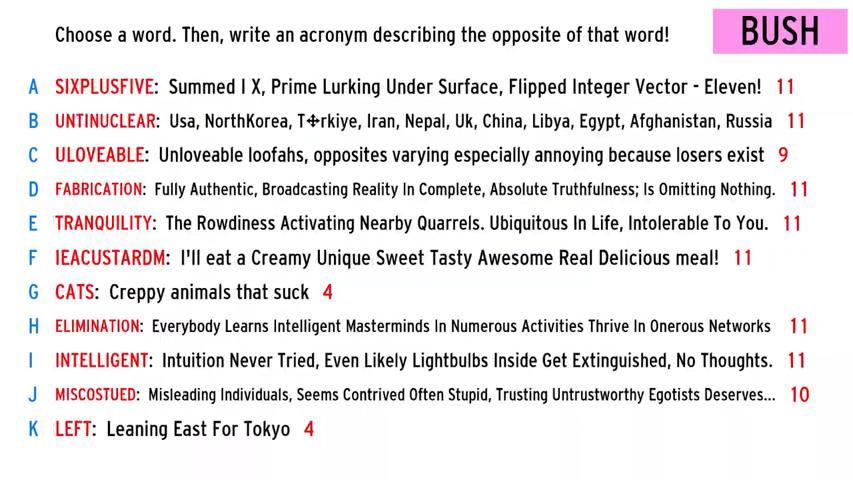 Choose a word. Then, write an acronym describing the opposite of that word!
BUSH
A SIXPLUSFIVE: Summed I X, Prime Lurking Under Surface, Flipped Integer Vector - Eleven! 11
B UNTINUCLEAR: Usa, NorthKorea, T✢rkiye, Iran, Nepal, Uk, China, Libya, Egypt, Afghanistan, Russia 11
C ULOVEABLE: Unloveable loofahs, opposites varying especially annoying because losers exist 9
D FABRICATION: Fully Authentic, Broadcasting Reality In Complete, Absolute Truthfulness; Is Omitting Nothing. 11
E TRANQUILITY: The Rowdiness Activating Nearby Quarrels. Ubiquitous In Life, Intolerable To You. 11
F IEACUSTARDM: I'll eat a Creamy Unique Sweet Tasty Awesome Real Delicious meal! 11
G CATS: Creppy animals that suck 4
H ELIMINATION: Everybody Learns Intelligent Masterminds In Numerous Activities Thrive In Onerous Networks 11
I INTELLIGENT: Intuition Never Tried, Even Likely Lightbulbs Inside Get Extinguished, No Thoughts. 11
J MISCOSTUED: Misleading Individuals, Seems Contrived Often Stupid, Trusting Untrustworthy Egotists Deserves... 10
K LEFT: Leaning East For Tokyo 4